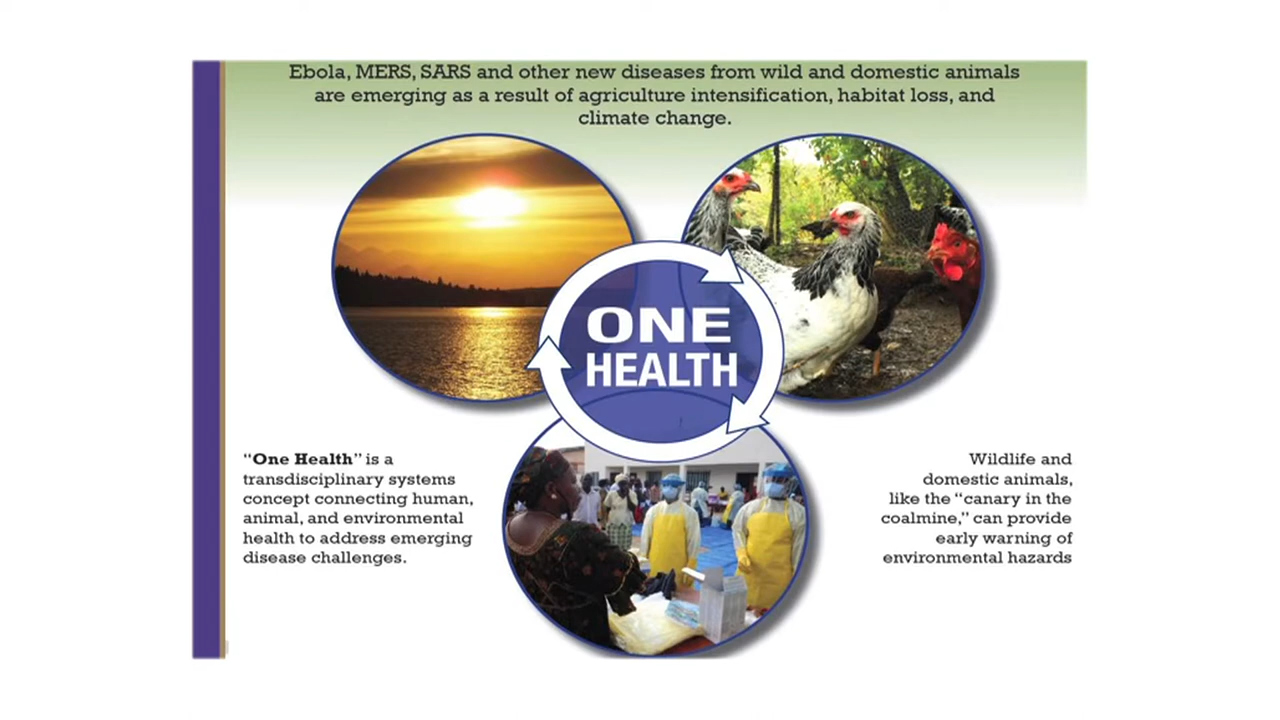 Ebola, MERS, SARS and other new diseases from wild and domestic animals
are emerging as a result of agriculture intensification, habitat loss, and
climate change.
ONE
HEALTH
“One Health” is a
transdisciplinary systems
concept connecting human,
animal, and environmental
health to address emerging
disease challenges.
Wildlife and
domestic animals,
like the “canary in the
coalmine,” can provide
early warning of
environmental hazards